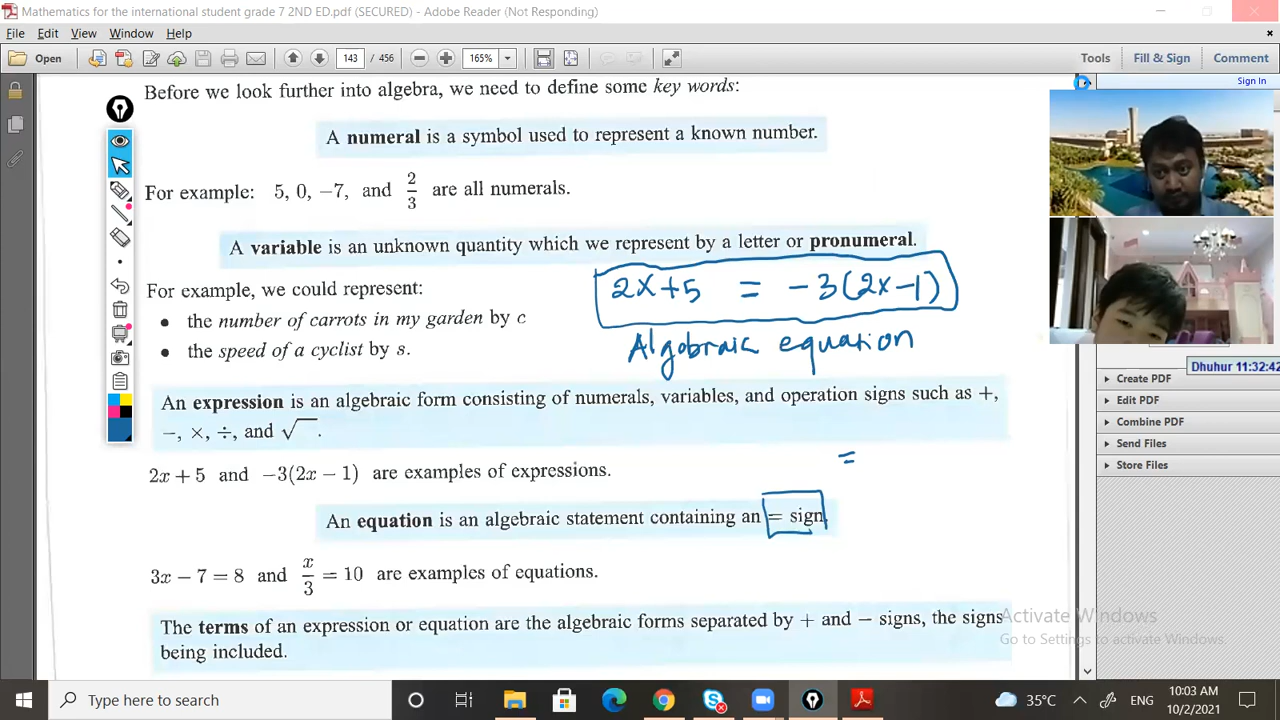 Mathematics for the international student grade 7 2ND ED.pdf (SECURED) - Adobe Reader (Not Responding)
File Edit View Window Help
Open 143 / 456 165% Tools Fill & Sign Comment
Sign In
Before we look further into algebra, we need to define some key words:
A numeral is a symbol used to represent a known number.
For example: 5, 0, −7, and 2/3 are all numerals.
A variable is an unknown quantity which we represent by a letter or pronumeral.
For example, we could represent:
2x+5 = -3(2x-1)
• the number of carrots in my garden by c
• the speed of a cyclist by s.
Algebraic equation
Dhuhur 11:32:42
Create PDF
Edit PDF
Combine PDF
Send Files
Store Files
An expression is an algebraic form consisting of numerals, variables, and operation signs such as +,
−, ×, ÷, and √ .
=
2x + 5 and −3(2x − 1) are examples of expressions.
An equation is an algebraic statement containing an = sign
3x − 7 = 8 and x/3 = 10 are examples of equations.
The terms of an expression or equation are the algebraic forms separated by + and − signs, the signs
being included.
Activate Windows
Go to Settings to activate Windows.
Type here to search
35°C ENG 10:03 AM
10/2/2021